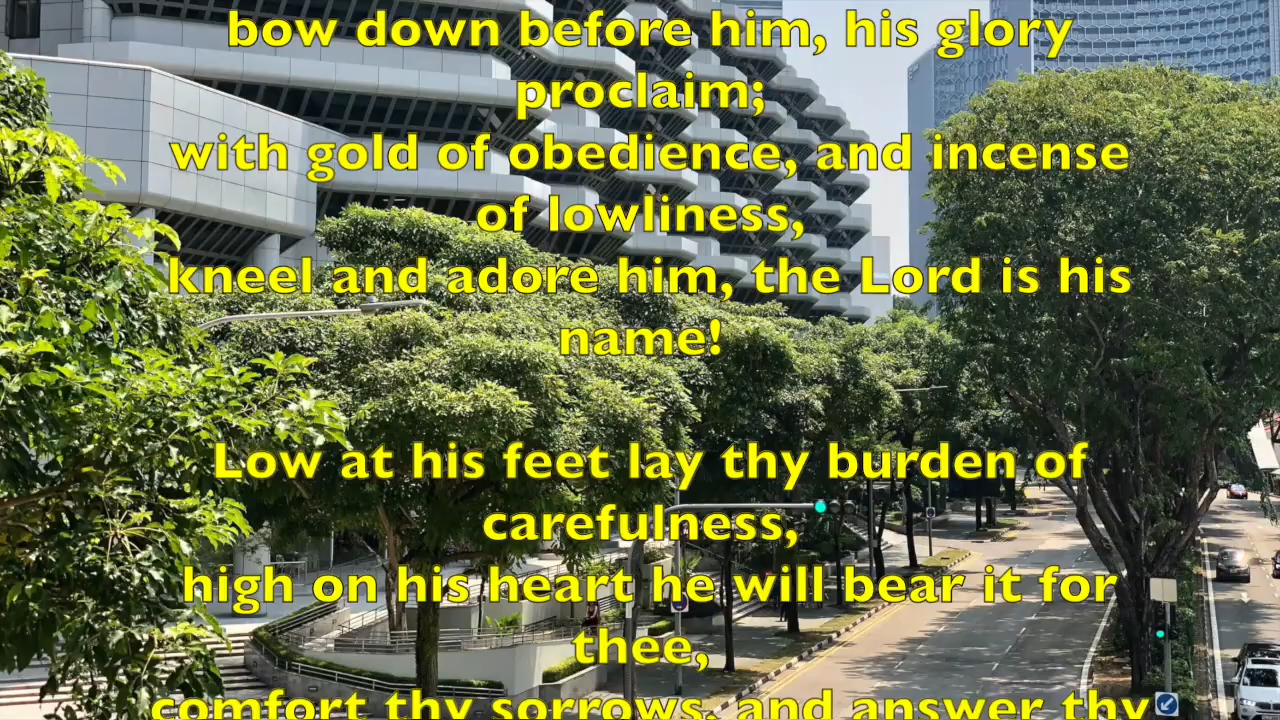 bow down before him, his glory
proclaim;
with gold of obedience, and incense
of lowliness,
kneel and adore him, the Lord is his
name!
Low at his feet lay thy burden of
carefulness,
high on his heart he will bear it for
thee,
comfort thy sorrows, and answer thy